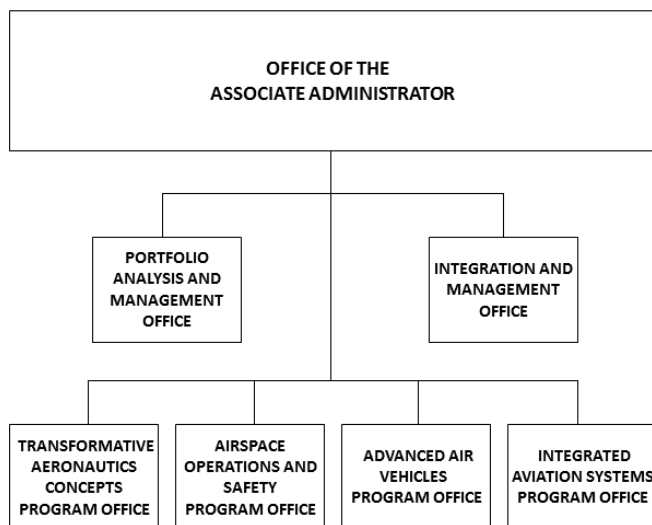 OFFICE OF THE
ASSOCIATE ADMINISTRATOR
PORTFOLIO
ANALYSIS AND
MANAGEMENT
OFFICE
INTEGRATION AND
MANAGEMENT
OFFICE
TRANSFORMATIVE
AERONAUTICS
CONCEPTS
PROGRAM OFFICE
AIRSPACE
OPERATIONS AND
SAFETY
PROGRAM OFFICE
ADVANCED AIR
VEHICLES
PROGRAM OFFICE
INTEGRATED
AVIATION SYSTEMS
PROGRAM OFFICE